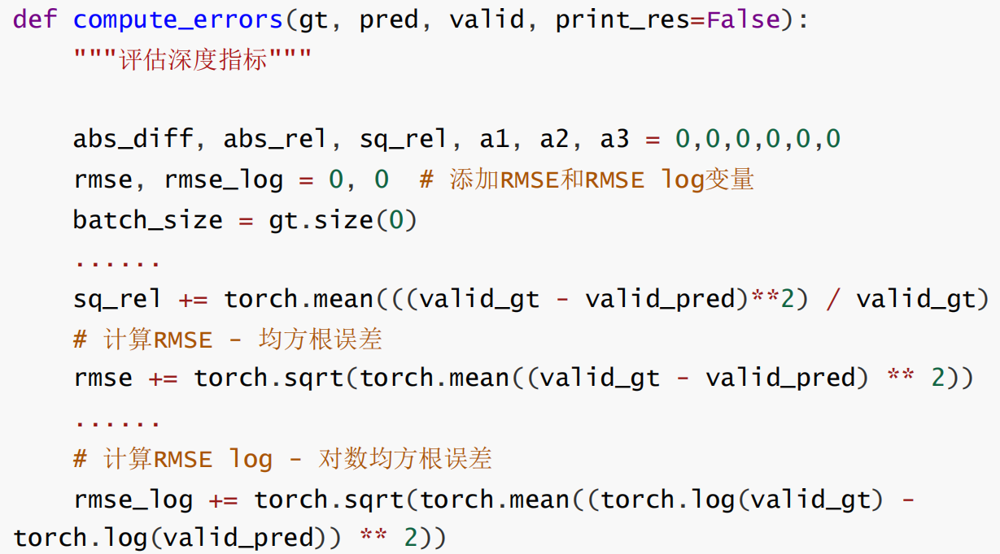 def compute_errors(gt, pred, valid, print_res=False):
    """评估深度指标"""
    abs_diff, abs_rel, sq_rel, a1, a2, a3 = 0,0,0,0,0,0
    rmse, rmse_log = 0, 0  # 添加RMSE和RMSE log变量
    batch_size = gt.size(0)
    ......
    sq_rel += torch.mean(((valid_gt - valid_pred)**2) / valid_gt)
    # 计算RMSE - 均方根误差
    rmse += torch.sqrt(torch.mean((valid_gt - valid_pred) ** 2))
    ......
    # 计算RMSE log - 对数均方根误差
    rmse_log += torch.sqrt(torch.mean((torch.log(valid_gt) -
torch.log(valid_pred)) ** 2))